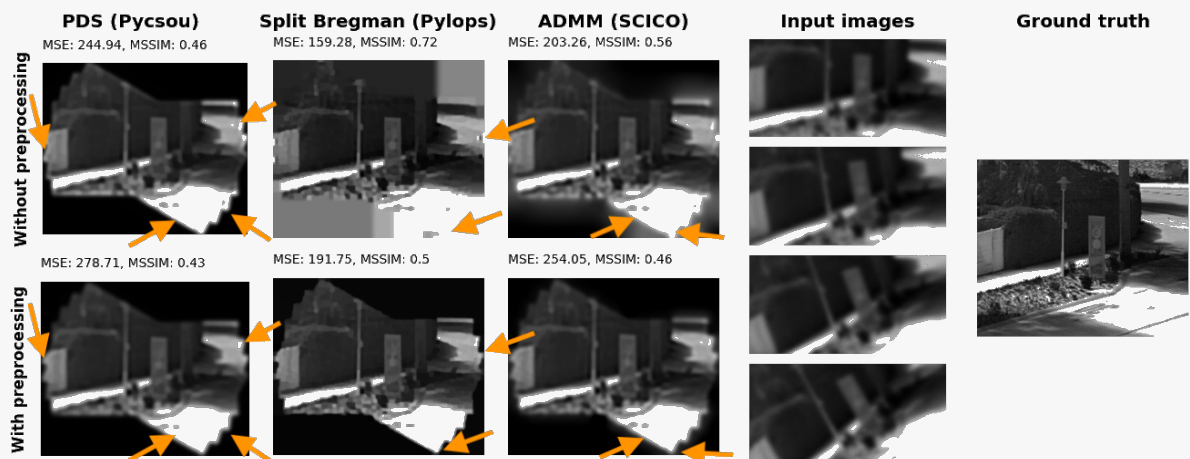 PDS (Pycsou)
Split Bregman (Pylops)
ADMM (SCICO)
Input images
Ground truth
MSE: 244.94, MSSIM: 0.46
MSE: 159.28, MSSIM: 0.72
MSE: 203.26, MSSIM: 0.56
Without preprocessing
MSE: 278.71, MSSIM: 0.43
MSE: 191.75, MSSIM: 0.5
MSE: 254.05, MSSIM: 0.46
With preprocessing